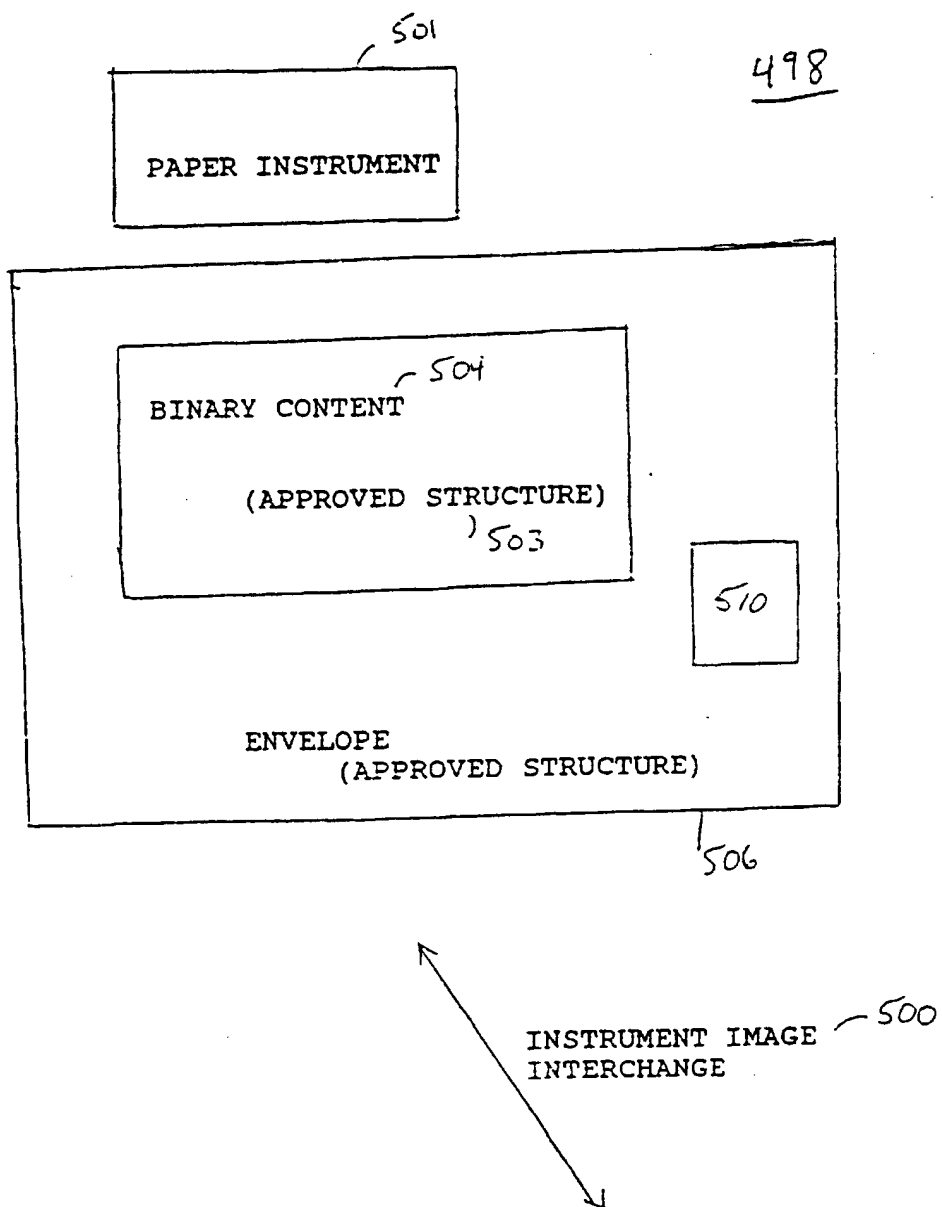 501
498
PAPER INSTRUMENT
504
BINARY CONTENT
(APPROVED STRUCTURE)
503
510
ENVELOPE
(APPROVED STRUCTURE)
506
500
INSTRUMENT IMAGE
INTERCHANGE